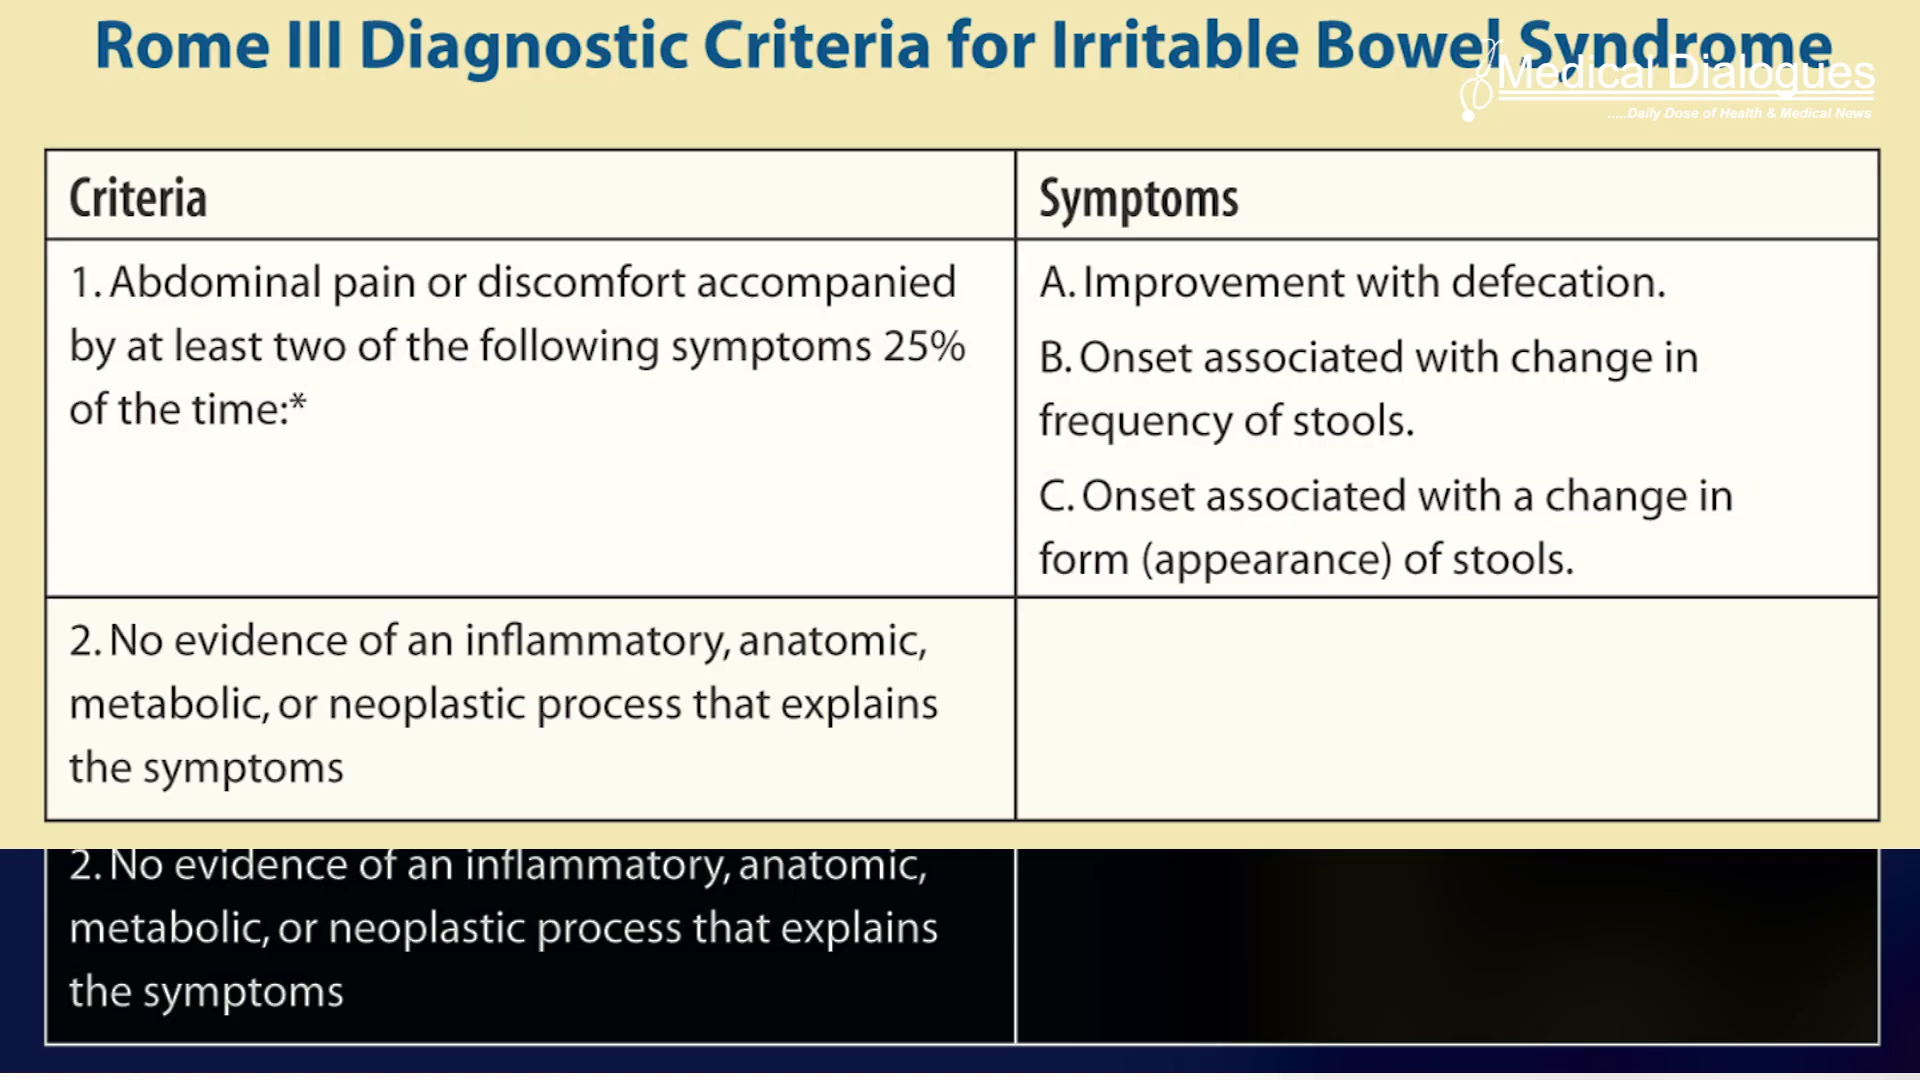 Rome III Diagnostic Criteria for Irritable Bowel Syndrome
Medical Dialogues
.....Daily Dose of Health & Medical News
Criteria
Symptoms
1. Abdominal pain or discomfort accompanied
by at least two of the following symptoms 25%
of the time:*
A. Improvement with defecation.
B. Onset associated with change in
frequency of stools.
C. Onset associated with a change in
form (appearance) of stools.
2. No evidence of an inflammatory, anatomic,
metabolic, or neoplastic process that explains
the symptoms
2. No evidence of an inflammatory, anatomic,
metabolic, or neoplastic process that explains
the symptoms